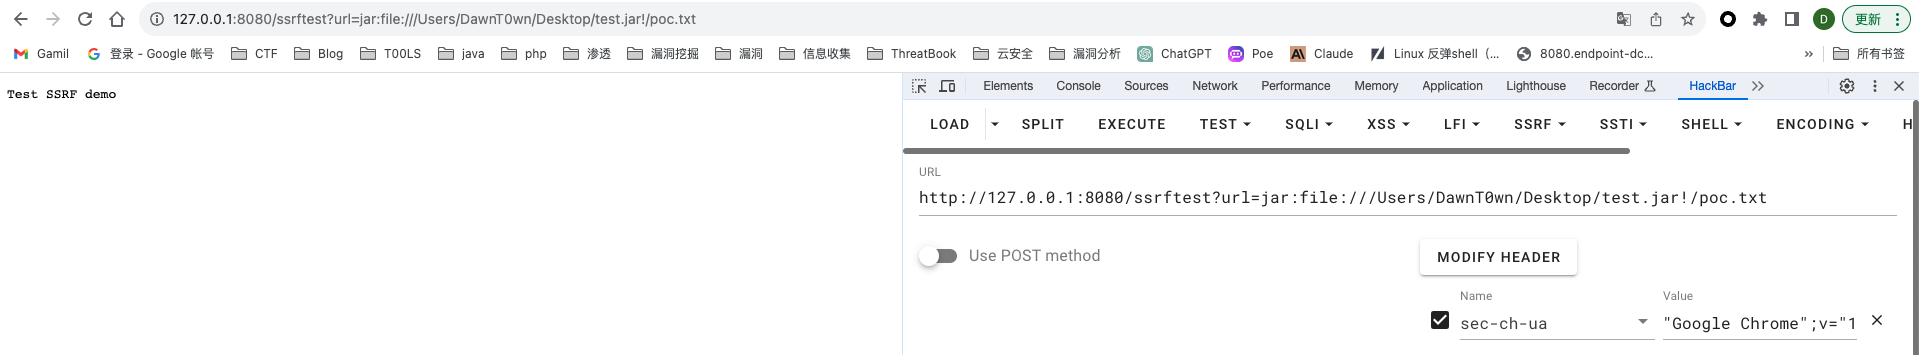 127.0.0.1:8080/ssrftest?url=jar:file:///Users/DawnT0wn/Desktop/test.jar!/poc.txt
D
更新
Gamil
登录 - Google 帐号
CTF
Blog
T00LS
java
php
渗透
漏洞挖掘
漏洞
信息收集
ThreatBook
云安全
漏洞分析
ChatGPT
Poe
Claude
Linux 反弹shell（...
8080.endpoint-dc...
»
所有书签
Test SSRF demo
Elements
Console
Sources
Network
Performance
Memory
Application
Lighthouse
Recorder
HackBar
LOAD
SPLIT
EXECUTE
TEST
SQLI
XSS
LFI
SSRF
SSTI
SHELL
ENCODING
H
URL
http://127.0.0.1:8080/ssrftest?url=jar:file:///Users/DawnT0wn/Desktop/test.jar!/poc.txt
Use POST method
MODIFY HEADER
Name
Value
sec-ch-ua
"Google Chrome";v="1